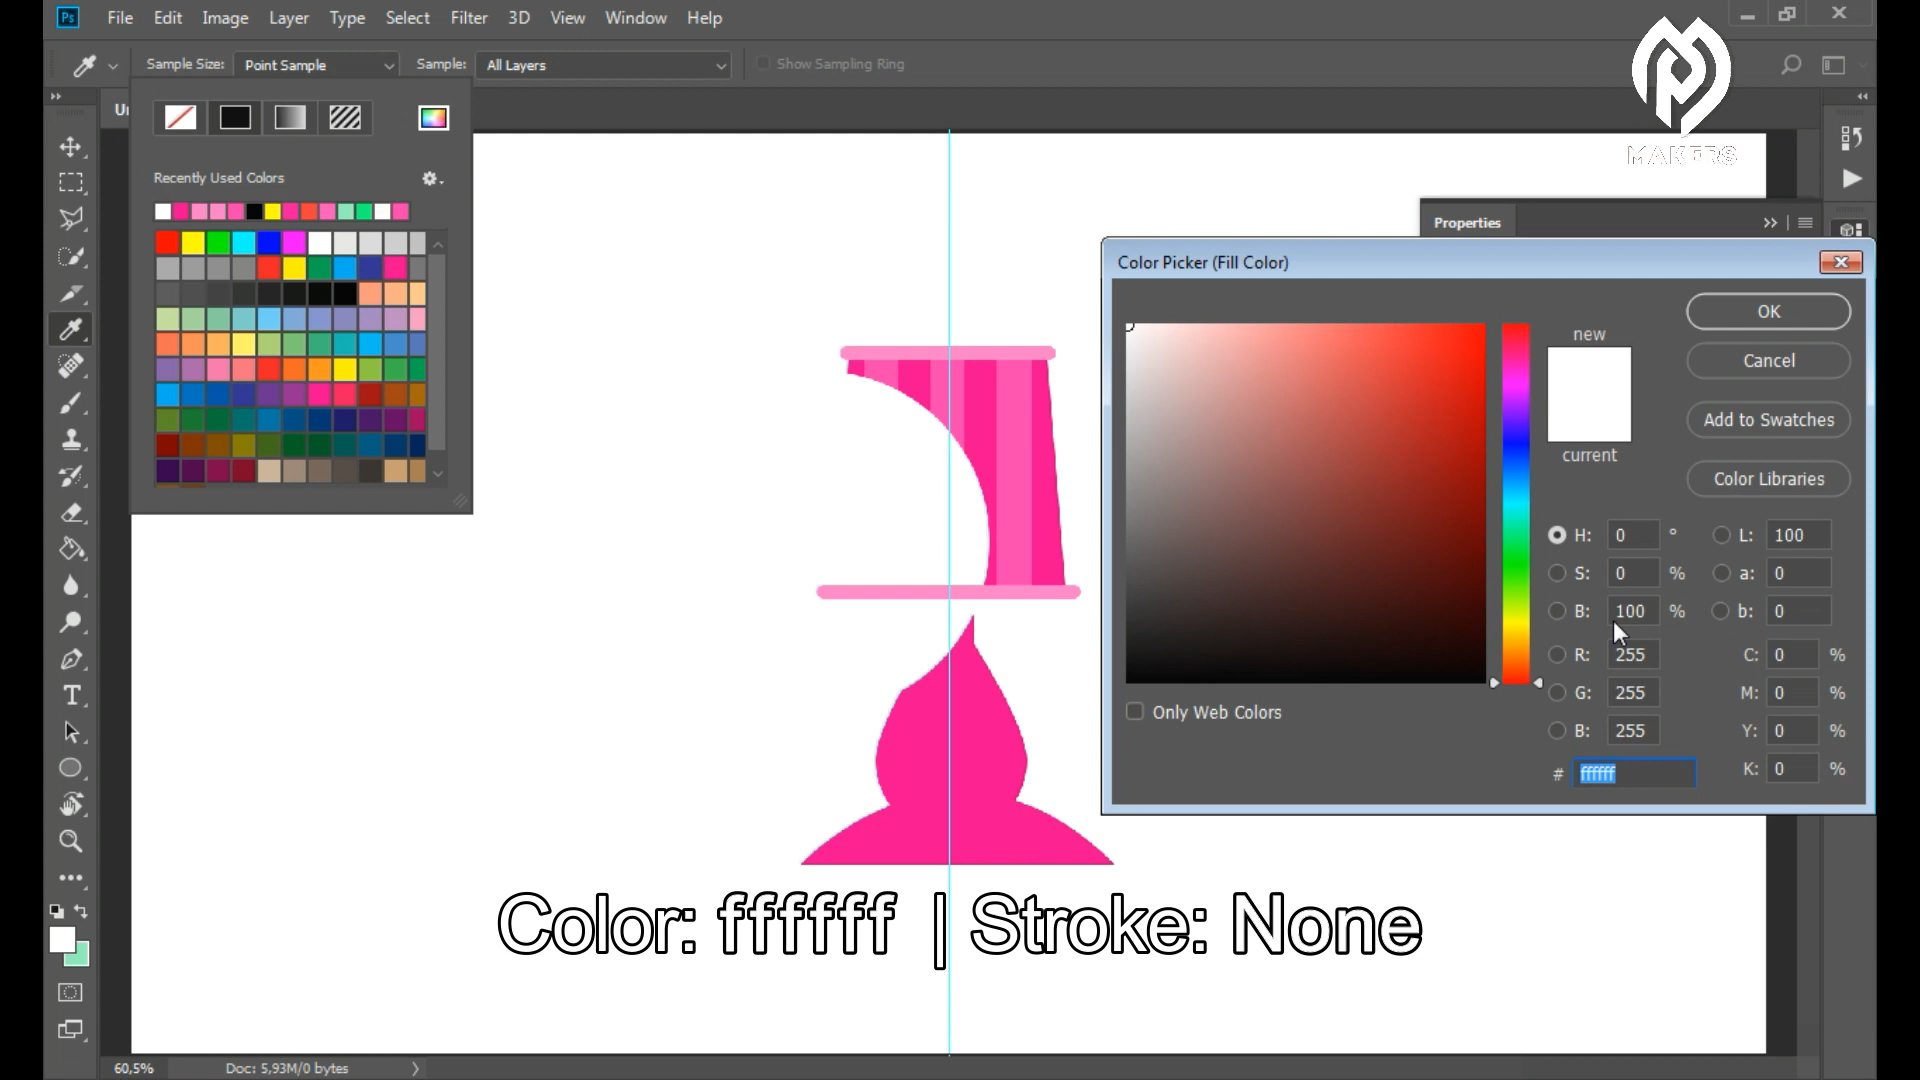 Ps File Edit Image Layer Type Select Filter 3D View Window Help
Sample Size: Point Sample Sample: All Layers Show Sampling Ring
MAKERS
Recently Used Colors
Properties
Color Picker (Fill Color)
new
current
OK
Cancel
Add to Swatches
Color Libraries
H: 0 ° L: 100
S: 0 % a: 0
B: 100 % b: 0
R: 255 C: 0 %
G: 255 M: 0 %
B: 255 Y: 0 %
# ffffff K: 0 %
Only Web Colors
T
Color: ffffff | Stroke: None
60,5% Doc: 5,93M/0 bytes